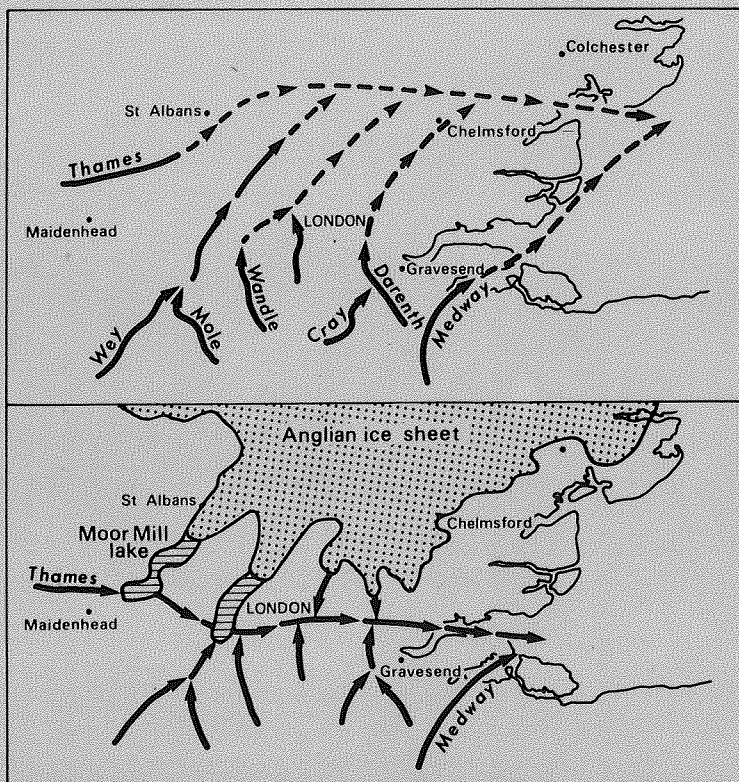 Colchester
St Albans
Chelmsford
Thames
Maidenhead
LONDON
Gravesend
Wandle
Darenth
Medway
Cray
Mole
Wey
Anglian ice sheet
St Albans
Chelmsford
Moor Mill
lake
Thames
LONDON
Maidenhead
Gravesend
Medway